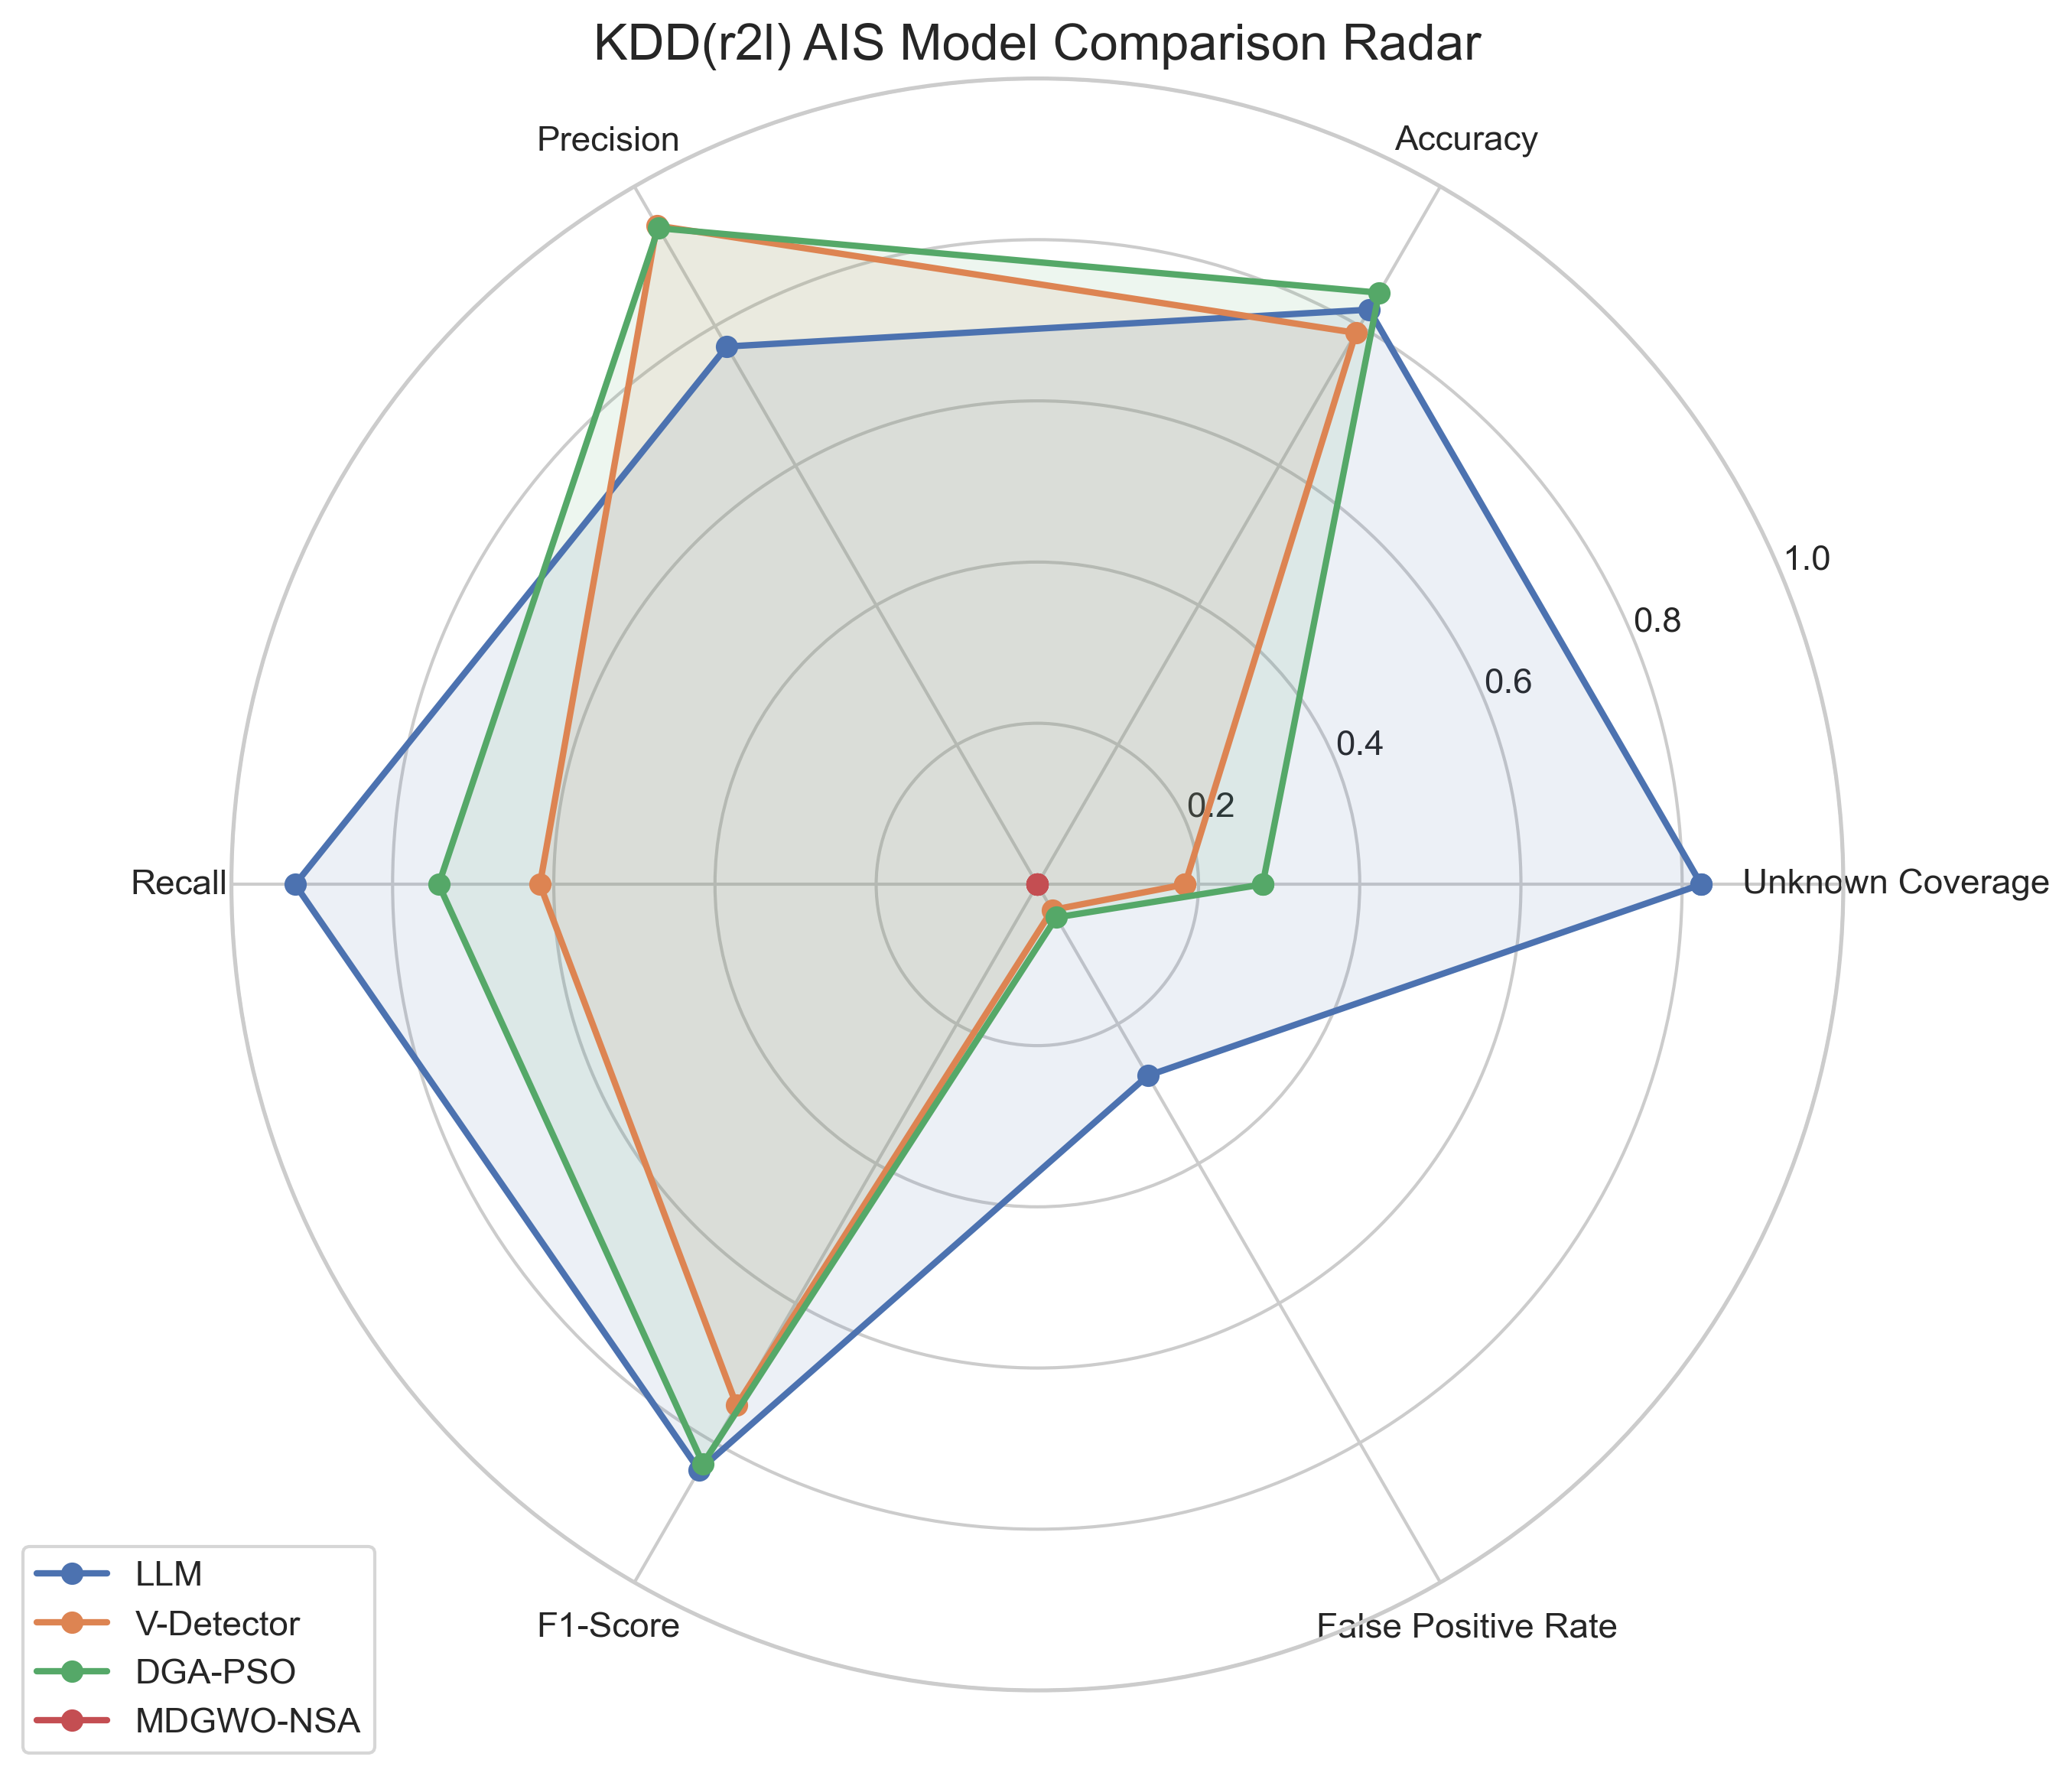 KDD(r2l) AIS Model Comparison Radar
Precision
Accuracy
1.0
0.8
0.6
0.4
0.2
Recall
Unknown Coverage
F1-Score
False Positive Rate
LLM
V-Detector
DGA-PSO
MDGWO-NSA